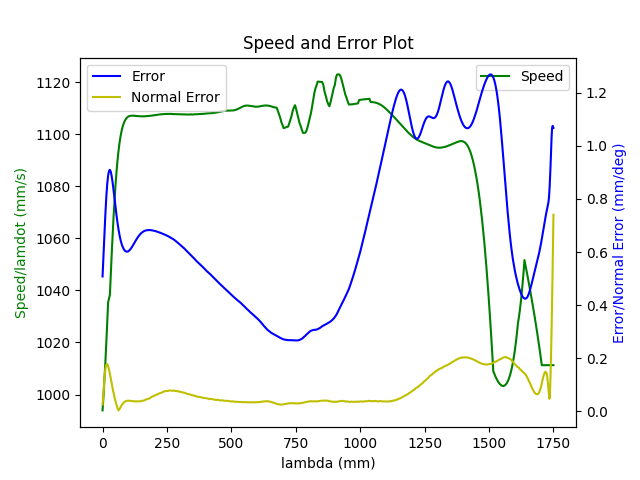 Speed and Error Plot
Error
Normal Error
Speed
1120
1100
1080
1060
1040
1020
1000
Speed/lamdot (mm/s)
1.2
1.0
0.8
0.6
0.4
0.2
0.0
Error/Normal Error (mm/deg)
0 250 500 750 1000 1250 1500 1750
lambda (mm)